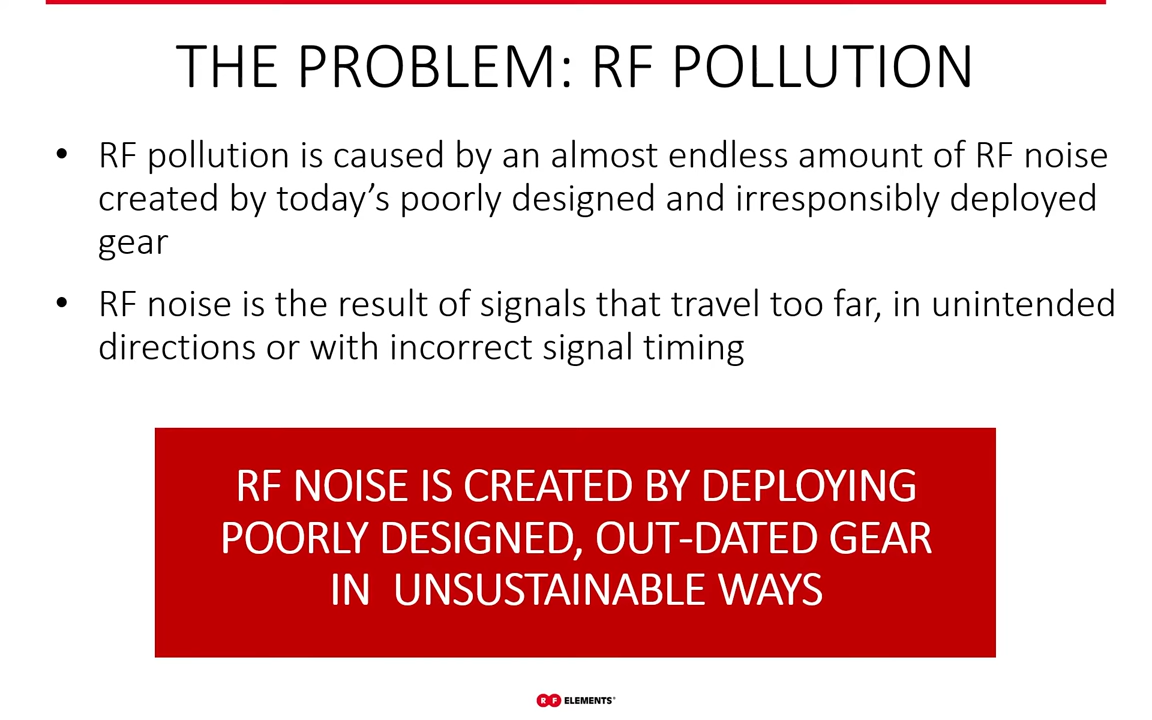 THE PROBLEM: RF POLLUTION
• RF pollution is caused by an almost endless amount of RF noise
created by today’s poorly designed and irresponsibly deployed
gear
• RF noise is the result of signals that travel too far, in unintended
directions or with incorrect signal timing
RF NOISE IS CREATED BY DEPLOYING
POORLY DESIGNED, OUT-DATED GEAR
IN  UNSUSTAINABLE WAYS
RF ELEMENTS®